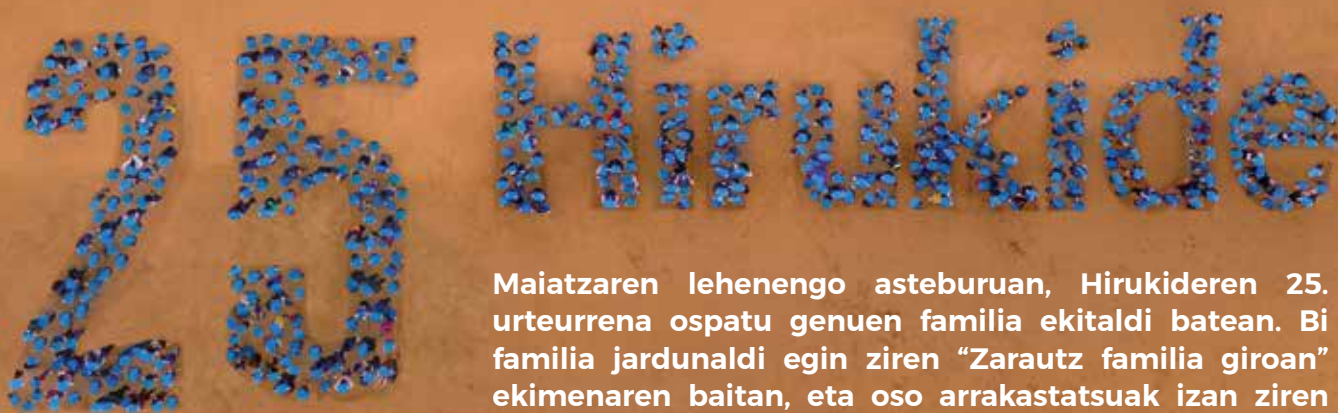 25 Hirukide
Maiatzaren lehenengo asteburuan, Hirukideren 25.
urteurrena ospatu genuen familia ekitaldi batean. Bi
familia jardunaldi egin ziren “Zarautz familia giroan”
ekimenaren baitan, eta oso arrakastatsuak izan ziren